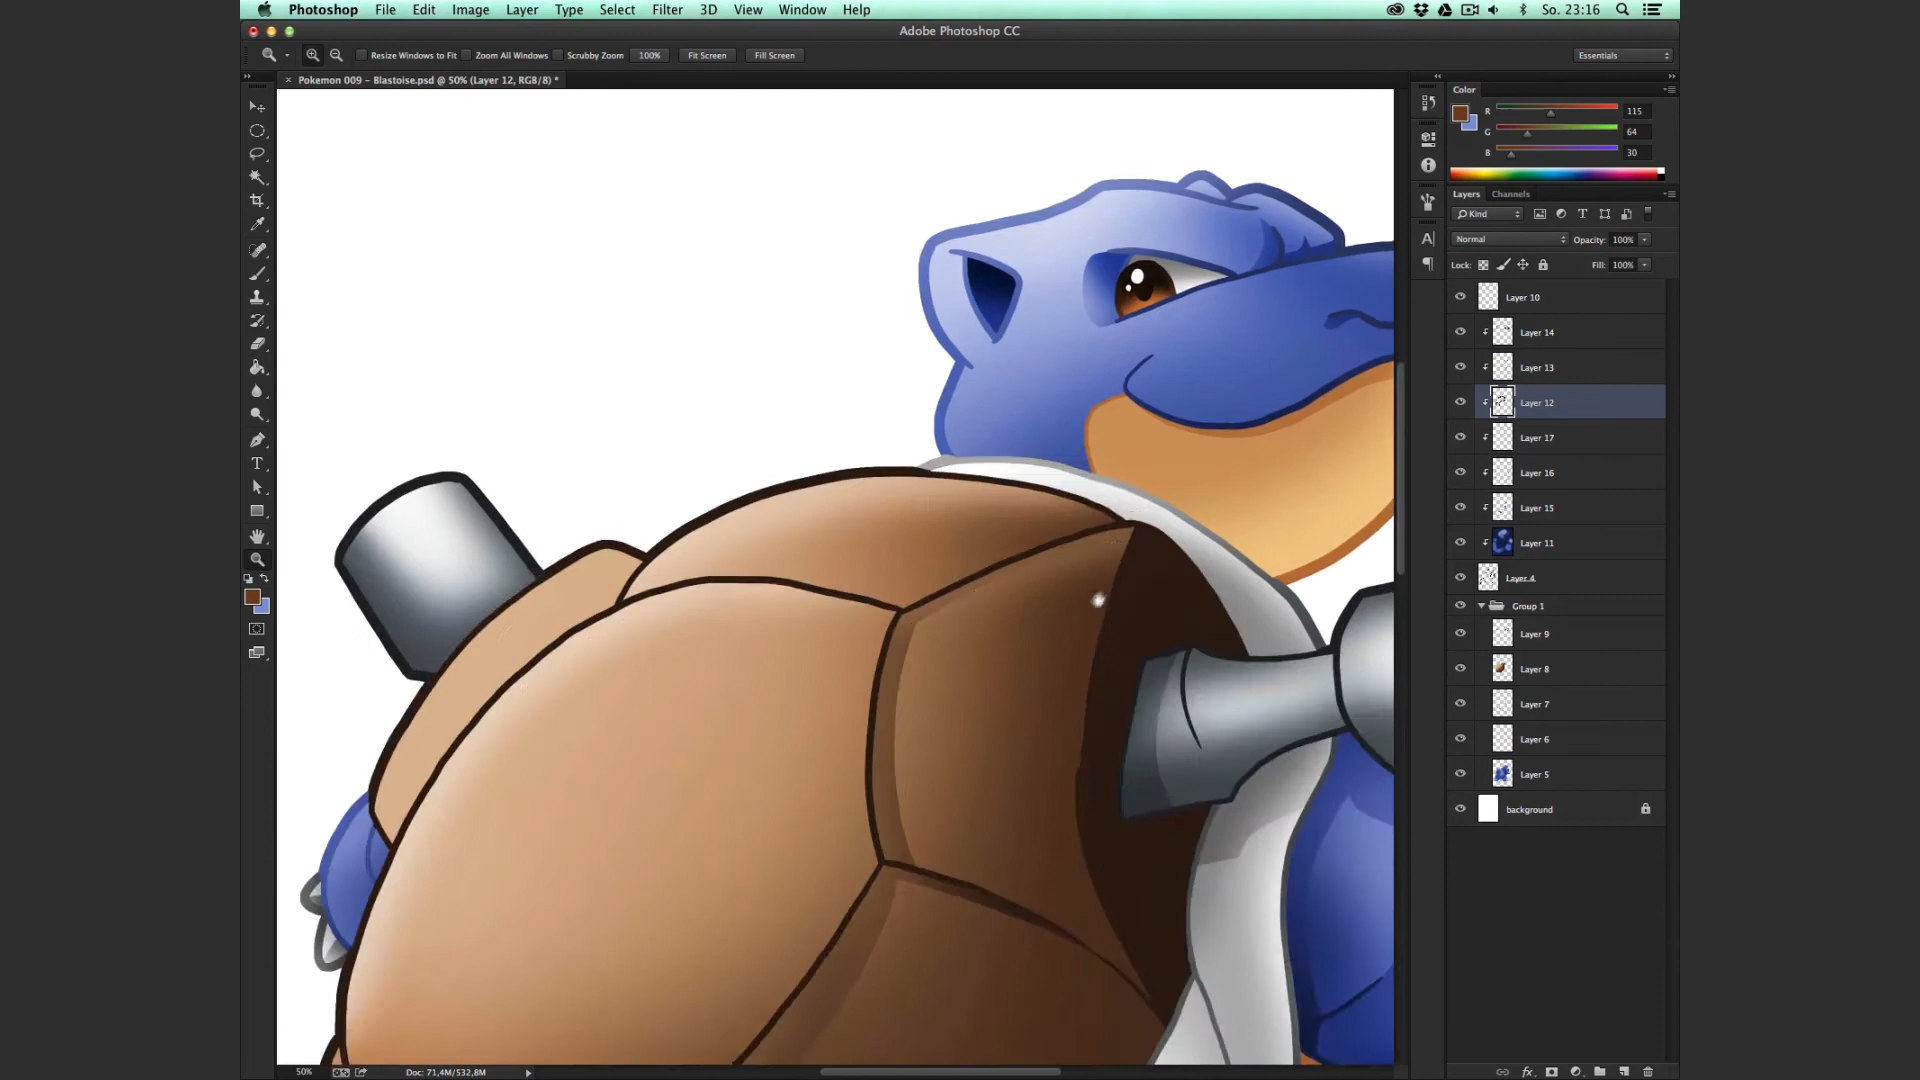 Photoshop File Edit Image Layer Type Select Filter 3D View Window Help So. 23:16
Adobe Photoshop CC
Resize Windows to Fit Zoom All Windows Scrubby Zoom 100% Fit Screen Fill Screen Essentials
Pokemon 009 – Blastoise.psd @ 50% (Layer 12, RGB/8) *
Color
R 115
G 64
B 30
Layers Channels
Kind
Normal Opacity: 100%
Lock: Fill: 100%
Layer 10
Layer 14
Layer 13
Layer 12
Layer 17
Layer 16
Layer 15
Layer 11
Layer 4
Group 1
Layer 9
Layer 8
Layer 7
Layer 6
Layer 5
background
50% Doc: 71,4M/532,8M